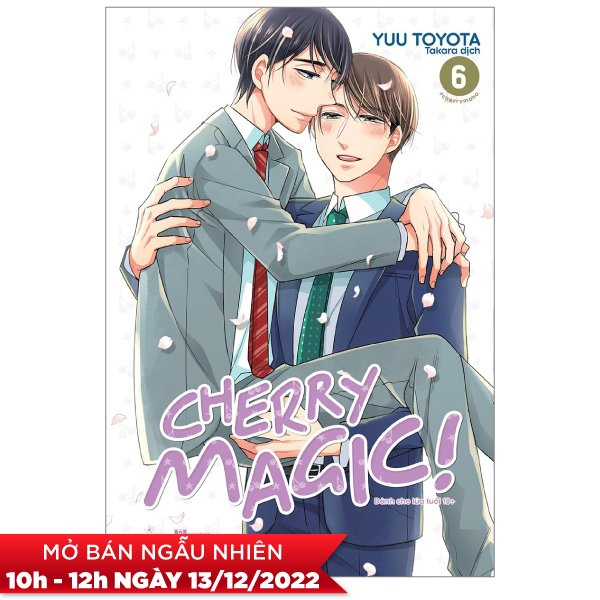 YUU TOYOTA
Takara dịch
6
#cherrymaho
CHERRY
MAGIC!
Dành cho lứa tuổi 18+
MỞ BÁN NGẪU NHIÊN
10h - 12h NGÀY 13/12/2022